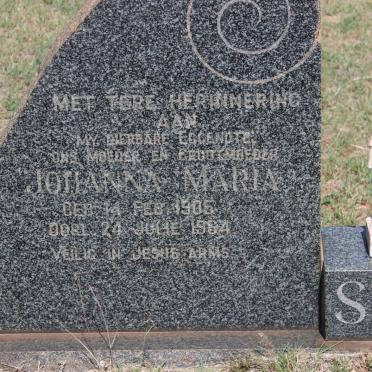 MET TERE HERINNERING
AAN
MY DIERBARE EGGENOTE,
ONS MOEDER EN GROOTMOEDER
JOHANNA MARIA
GEB. 14 FEB. 1906
OORL. 24 JULIE 1964
VEILIG IN JESUS ARMS.
S